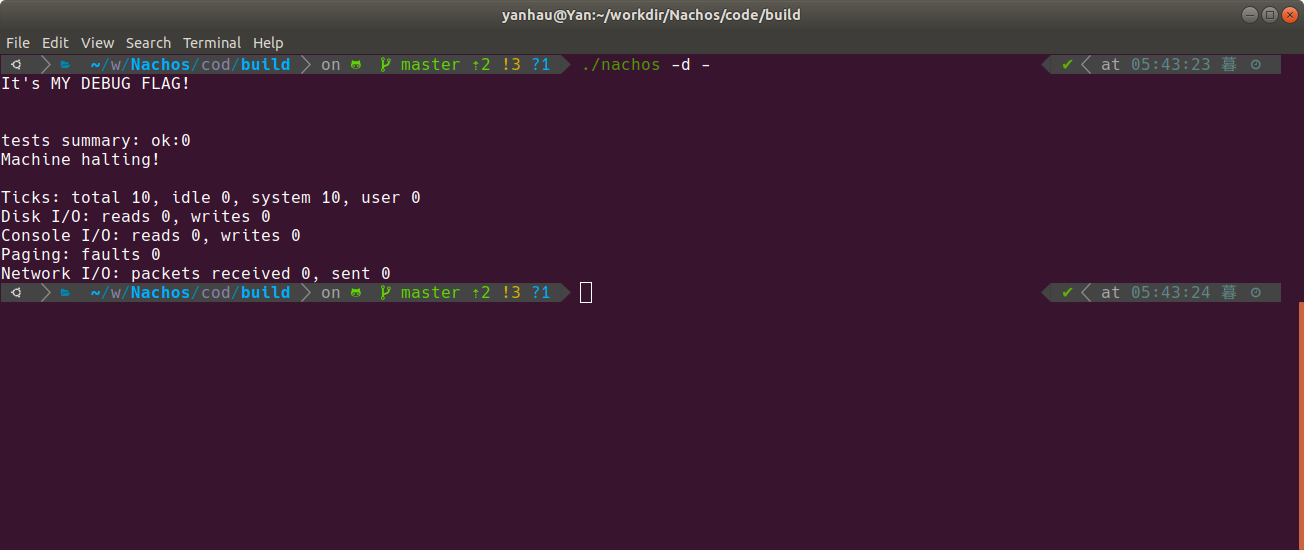 yanhau@Yan:~/workdir/Nachos/code/build
File Edit View Search Terminal Help
~/w/Nachos/cod/build on master ⇡2 !3 ?1 ./nachos -d - ✔ at 05:43:23 暮
It's MY DEBUG FLAG!
tests summary: ok:0
Machine halting!
Ticks: total 10, idle 0, system 10, user 0
Disk I/O: reads 0, writes 0
Console I/O: reads 0, writes 0
Paging: faults 0
Network I/O: packets received 0, sent 0
~/w/Nachos/cod/build on master ⇡2 !3 ?1 ✔ at 05:43:24 暮